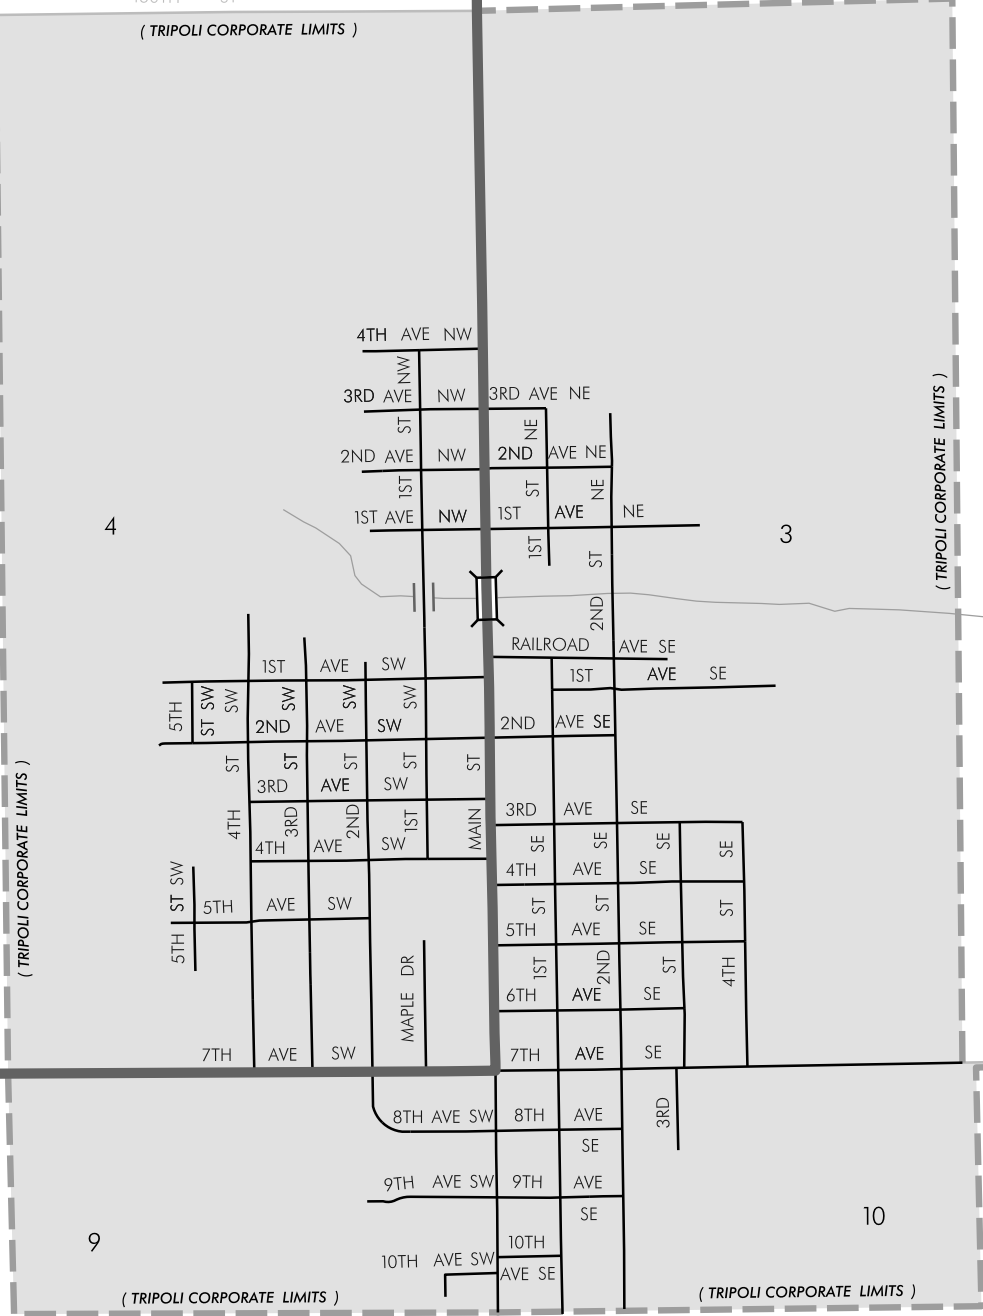 ( TRIPOLI CORPORATE LIMITS )
4TH AVE NW
NW
3RD AVE NW
3RD AVE NE
ST
NE
2ND AVE NW
2ND AVE NE
1ST
ST
NE
1ST AVE NW
1ST AVE NE
4
3
( TRIPOLI CORPORATE LIMITS )
1ST
ST
2ND
RAILROAD AVE SE
1ST AVE SW
1ST AVE SE
5TH
ST SW
SW
SW
SW
SW
2ND AVE SW
2ND AVE SE
ST
ST
ST
ST
ST
3RD AVE SW
3RD AVE SE
4TH
3RD
2ND
1ST
MAIN
4TH AVE SW
SE
SE
SE
SE
4TH AVE SE
( TRIPOLI CORPORATE LIMITS )
5TH ST SW
5TH AVE SW
ST
ST
ST
5TH AVE SE
1ST
2ND
ST
4TH
MAPLE DR
6TH AVE SE
7TH AVE SW
7TH AVE SE
8TH AVE SW
8TH AVE
SE
3RD
9TH AVE SW
9TH AVE
SE
9
10
10TH AVE SW
10TH
AVE SE
( TRIPOLI CORPORATE LIMITS )
( TRIPOLI CORPORATE LIMITS )